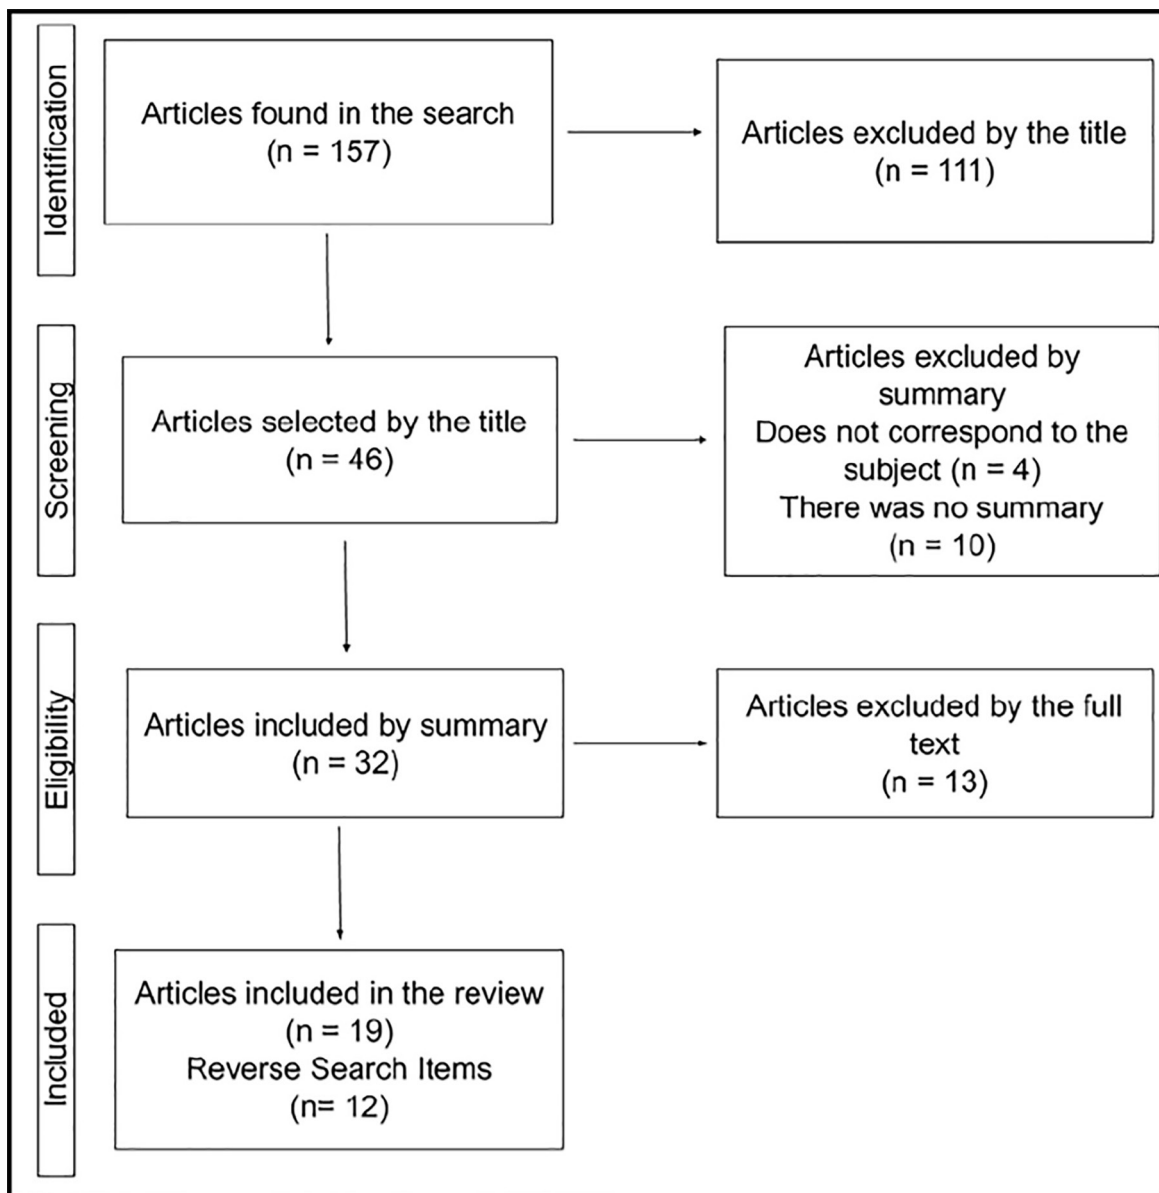 Identification
Articles found in the search
(n = 157)
Articles excluded by the title
(n = 111)
Screening
Articles selected by the title
(n = 46)
Articles excluded by
summary
Does not correspond to the
subject (n = 4)
There was no summary
(n = 10)
Eligibility
Articles included by summary
(n = 32)
Articles excluded by the full
text
(n = 13)
Included
Articles included in the review
(n = 19)
Reverse Search Items
(n= 12)